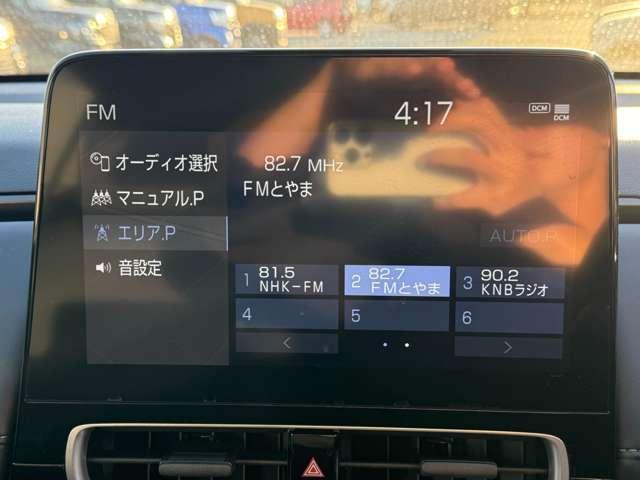 FM
4:17
DCM
DCM
オーディオ選択
マニュアル.P
エリア.P
音設定
82.7 MHz
FMとやま
AUTO.P
1 81.5 NHK-FM
2 82.7 FMとやま
3 90.2 KNBラジオ
4
5
6